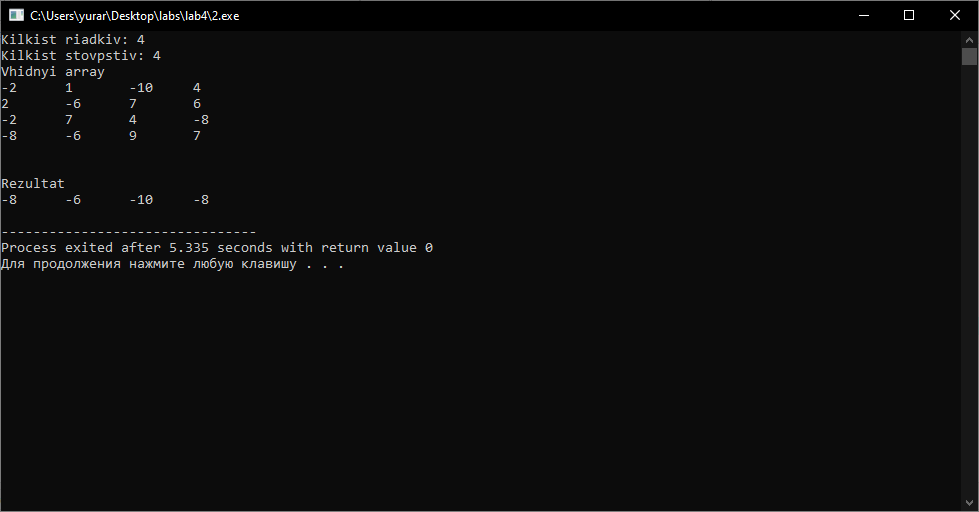 C:\Users\yurar\Desktop\labs\lab4\2.exe
Kilkist riadkiv: 4
Kilkist stovpstiv: 4
Vhidnyi array
-2 1 -10 4
2 -6 7 6
-2 7 4 -8
-8 -6 9 7
Rezultat
-8 -6 -10 -8
--------------------------------
Process exited after 5.335 seconds with return value 0
Для продолжения нажмите любую клавишу . . .